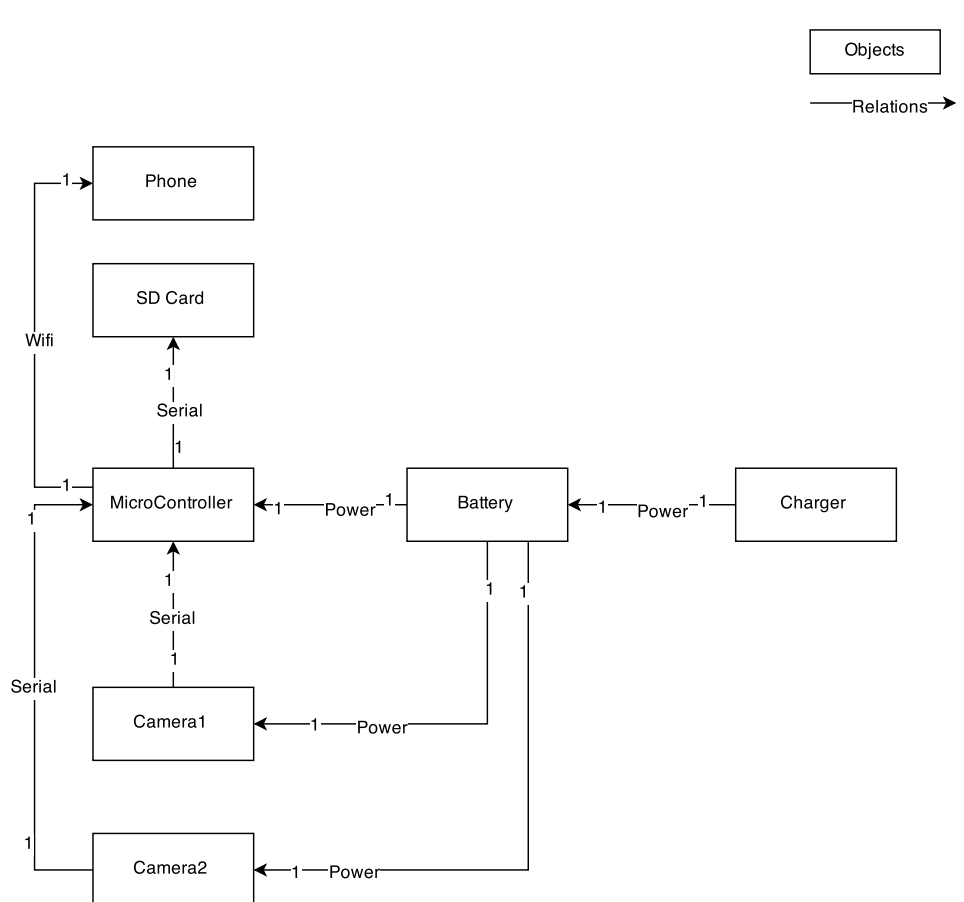 Objects
Relations
1
Phone
SD Card
Wifi
1
Serial
1
1
MicroController
1
Power
1
Battery
1
Power
1
Charger
1
1
Serial
1
1
1
Serial
Camera1
1
Power
1
Camera2
1
Power